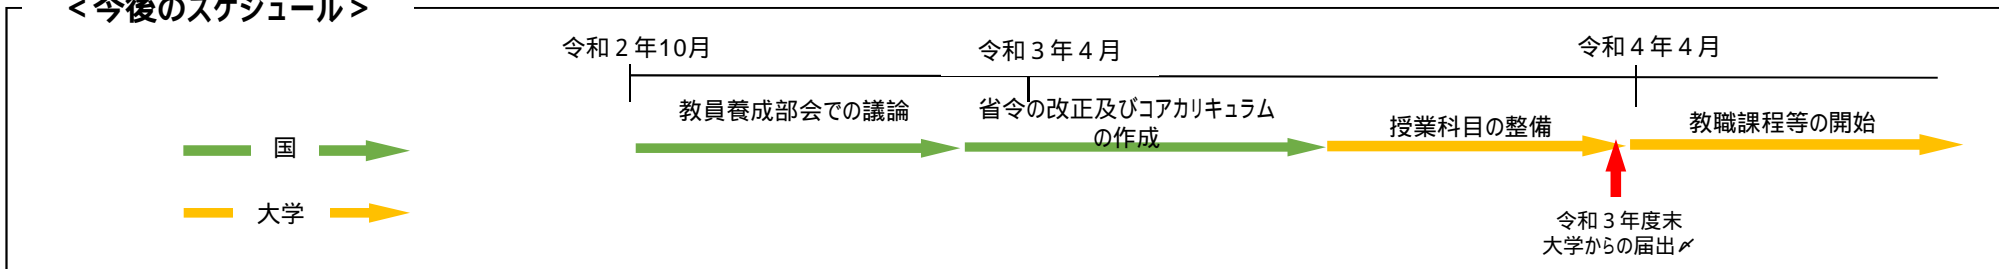 <今後のスケジュール>
令和２年10月
令和３年４月
令和４年４月
教員養成部会での議論
省令の改正及びコアカリキュラム
の作成
授業科目の整備
教職課程等の開始
国
大学
令和３年度末
大学からの届出〆